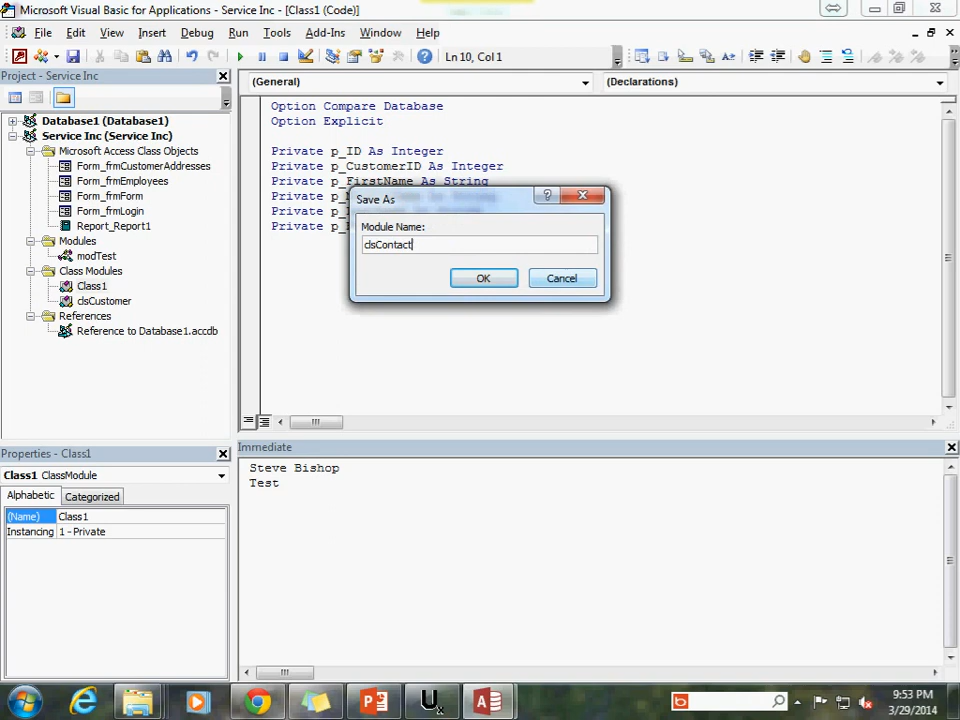 Microsoft Visual Basic for Applications - Service Inc - [Class1 (Code)]
File Edit View Insert Debug Run Tools Add-Ins Window Help
Ln 10, Col 1
Project - Service Inc
(General)
(Declarations)
Database1 (Database1)
Service Inc (Service Inc)
Microsoft Access Class Objects
Form_frmCustomerAddresses
Form_frmEmployees
Form_frmForm
Form_frmLogin
Report_Report1
Modules
modTest
Class Modules
Class1
clsCustomer
References
Reference to Database1.accdb
Option Compare Database
Option Explicit
Private p_ID As Integer
Private p_CustomerID As Integer
Private p_FirstName As String
Private
Private
Private
Save As
Module Name:
clsContact
OK
Cancel
Properties - Class1
Class1 ClassModule
Alphabetic
Categorized
(Name) Class1
Instancing 1 - Private
Immediate
Steve Bishop
Test
9:53 PM
3/29/2014